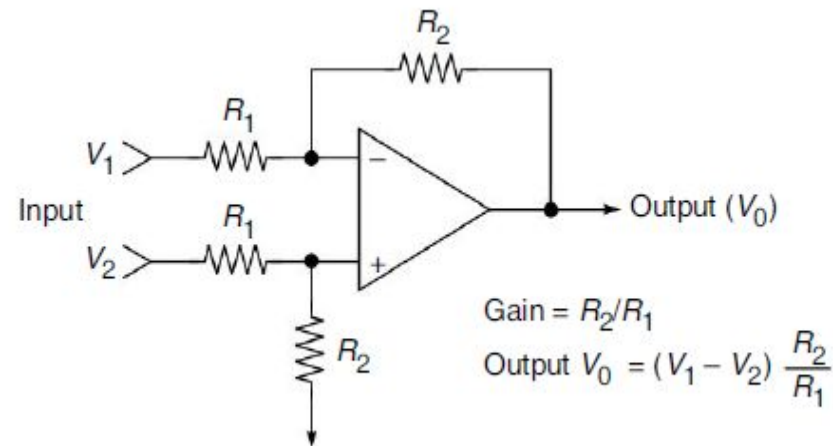 R₂
R₁
V₁
−
Input
Output (V₀)
R₁
V₂
+
Gain = R₂/R₁
R₂
Output V₀ = (V₁ − V₂) R₂/R₁